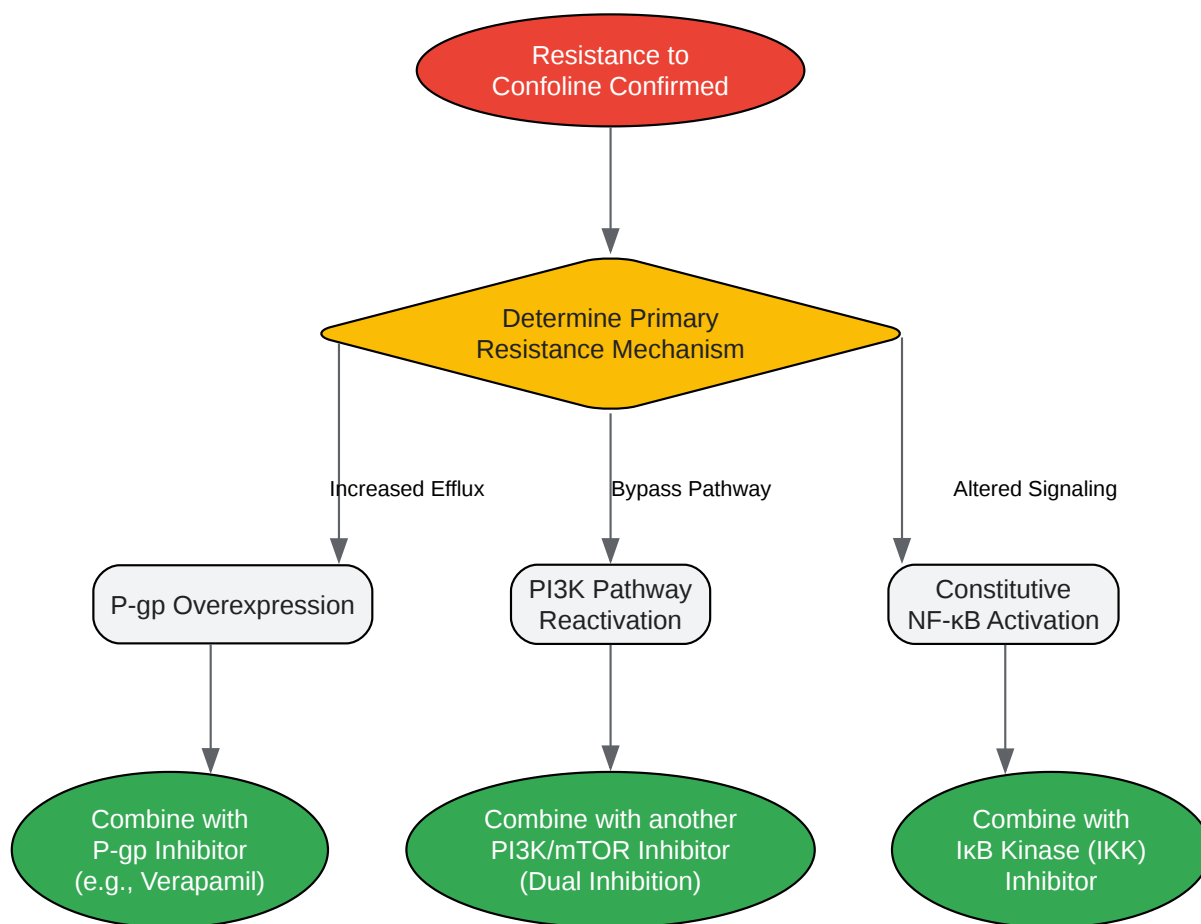 Resistance to
Confoline Confirmed
Determine Primary
Resistance Mechanism
Increased Efflux
Bypass Pathway
Altered Signaling
P-gp Overexpression
PI3K Pathway
Reactivation
Constitutive
NF-κB Activation
Combine with
P-gp Inhibitor
(e.g., Verapamil)
Combine with another
PI3K/mTOR Inhibitor
(Dual Inhibition)
Combine with
IκB Kinase (IKK)
Inhibitor